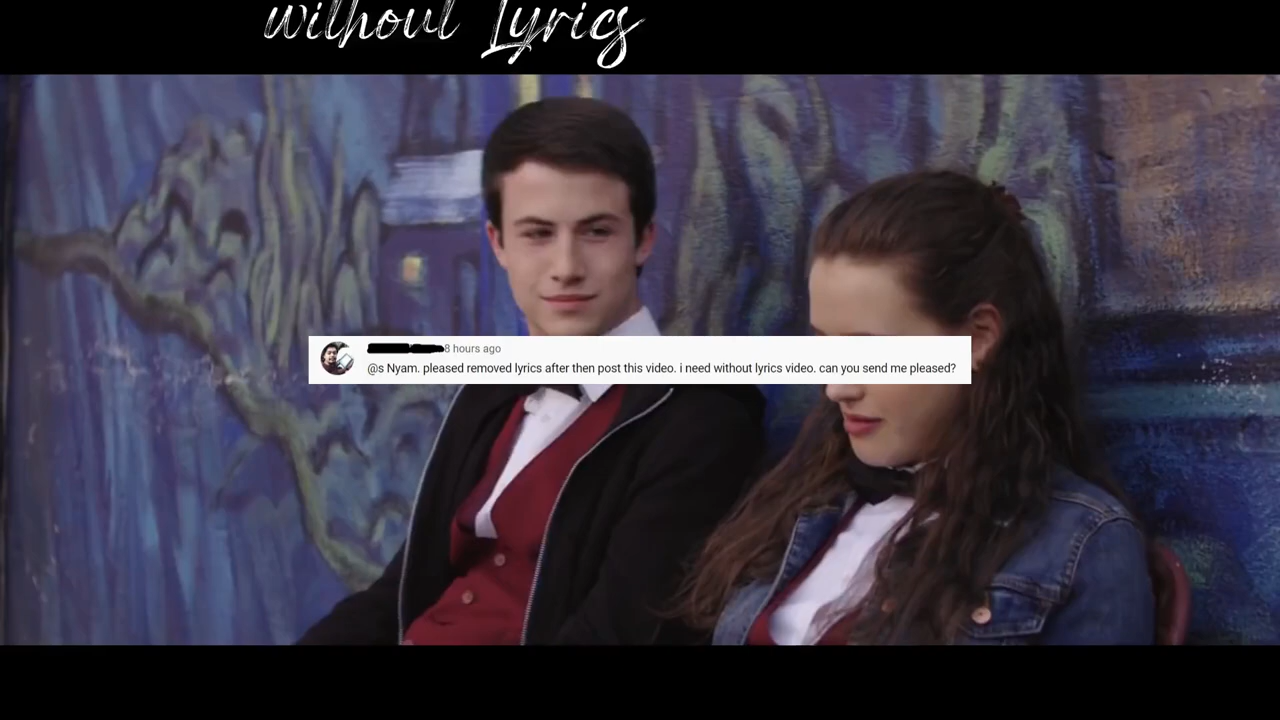 without Lyrics
8 hours ago
@s Nyam. pleased removed lyrics after then post this video. i need without lyrics video. can you send me pleased?